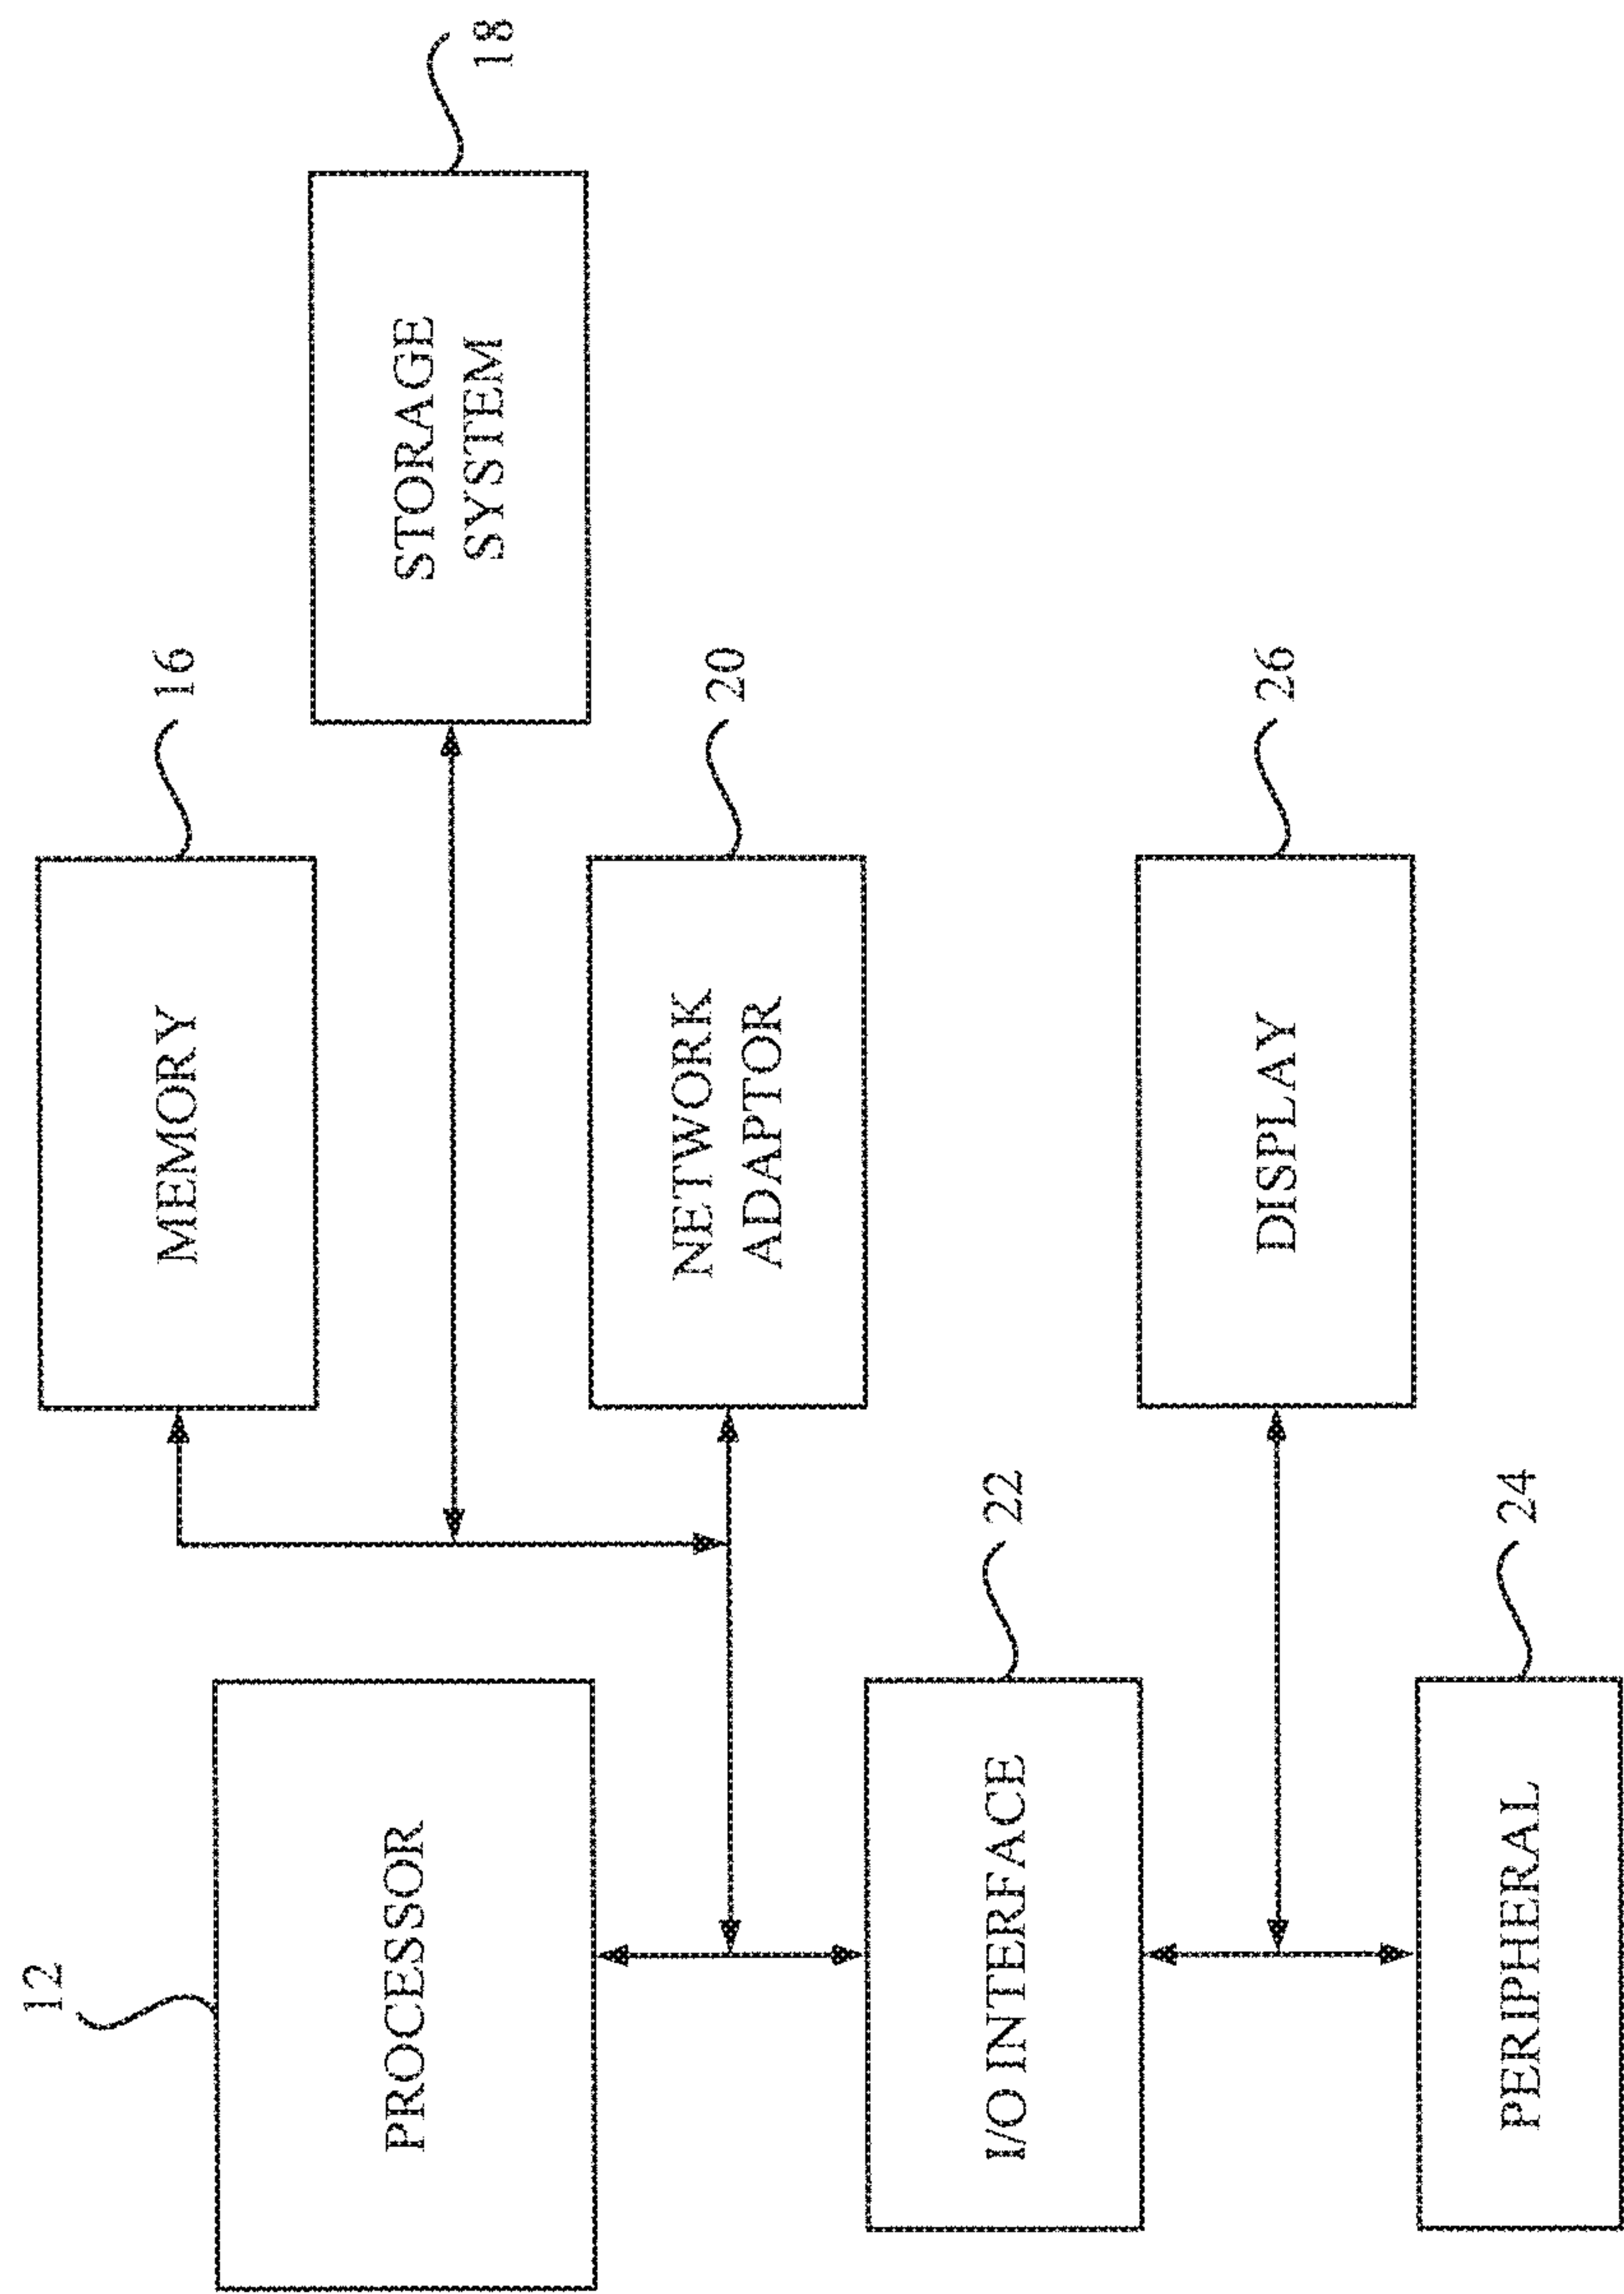 12
PROCESSOR
MEMORY
16
STORAGE
SYSTEM
18
NETWORK
ADAPTOR
20
I/O INTERFACE
22
DISPLAY
26
PERIPHERAL
24